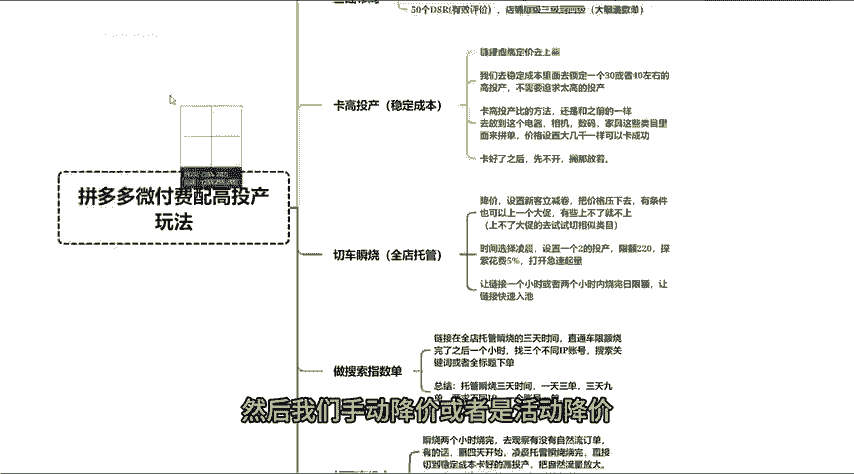 50个DSR(有效评价)，店铺层级三级或四级（大额递数单）
拼多多微付费配高投产
玩法
卡高投产（稳定成本）
我们去稳定成本里面去锁定一个30或者40左右的
高投产，不需要追求太高的投产
卡高投产比的方法，还是和之前的一样
去放到这个电器，相机，数码，家具这些类目里
面来拼单，价格设置大几千一样可以卡成功
卡好了之后，先不开，搁那放着。
切车瞬烧（全店托管）
降价，设置新客立减卷，把价格压下去，有条件
也可以上一个大促，有些上不了就不上
（上不了大促的去试试切相似类目）
时间选择凌晨，设置一个2的投产，限额220，探
索花费5%，打开急速起量
让链接一个小时或者两个小时内烧完日限额，让
链接快速入池
做搜索指数单
链接在全店托管瞬烧的三天时间，直通车限额烧
完了之后一个小时，找三个不同IP账号，搜索关
键词或者全标题下单
总结：托管瞬烧三天时间，一天三单，三天九
然后我们手动降价或者是活动降价
瞬烧两个小时烧完，去观察有没有自然流订单，
有的话，第四天开始，凌晨托管瞬烧烧完，直接
切到稳定成本卡好的高投产，把自然流量放大。